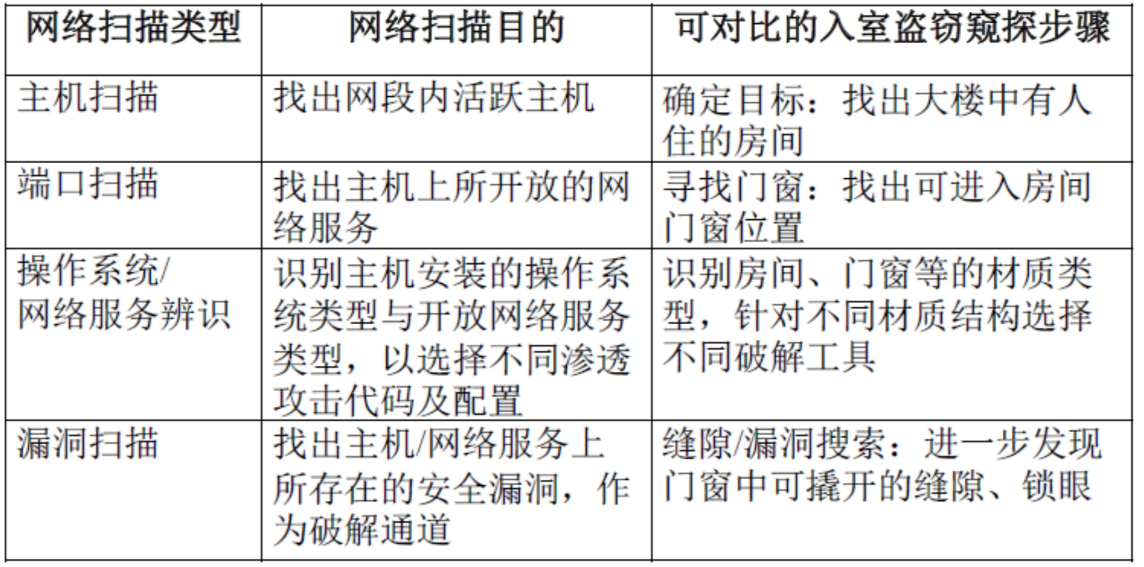 网络扫描类型
网络扫描目的
可对比的入室盗窃窥探步骤
主机扫描
找出网段内活跃主机
确定目标：找出大楼中有人
住的房间
端口扫描
找出主机上所开放的网
络服务
寻找门窗：找出可进入房间
门窗位置
操作系统/
网络服务辨识
识别主机安装的操作系
统类型与开放网络服务
类型，以选择不同渗透
攻击代码及配置
识别房间、门窗等的材质类
型，针对不同材质结构选择
不同破解工具
漏洞扫描
找出主机/网络服务上
所存在的安全漏洞，作
为破解通道
缝隙/漏洞搜索：进一步发现
门窗中可撬开的缝隙、锁眼